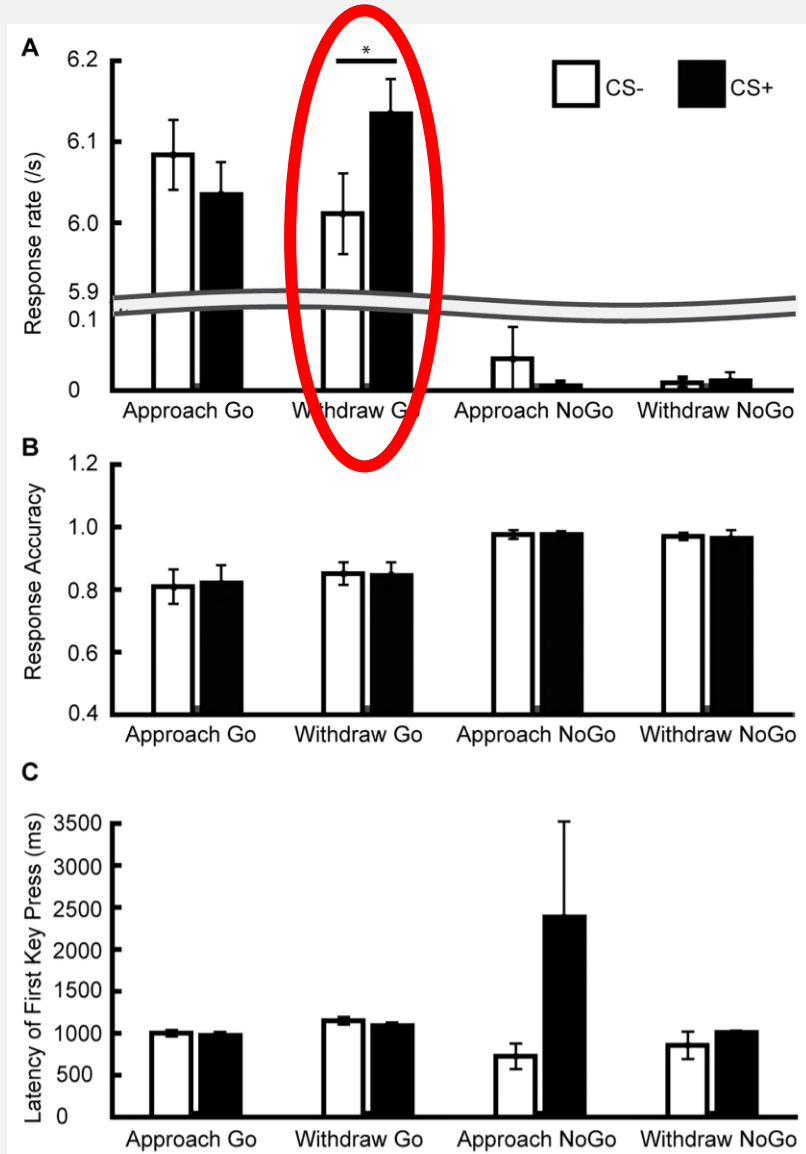 A
*
CS- CS+
Response rate (/s)
6.2
6.1
6.0
5.9
0.1
0
Approach Go Withdraw Go Approach NoGo Withdraw NoGo
B
Response Accuracy
1.2
1.0
0.8
0.6
0.4
Approach Go Withdraw Go Approach NoGo Withdraw NoGo
C
Latency of First Key Press (ms)
3500
3000
2500
2000
1500
1000
500
0
Approach Go Withdraw Go Approach NoGo Withdraw NoGo